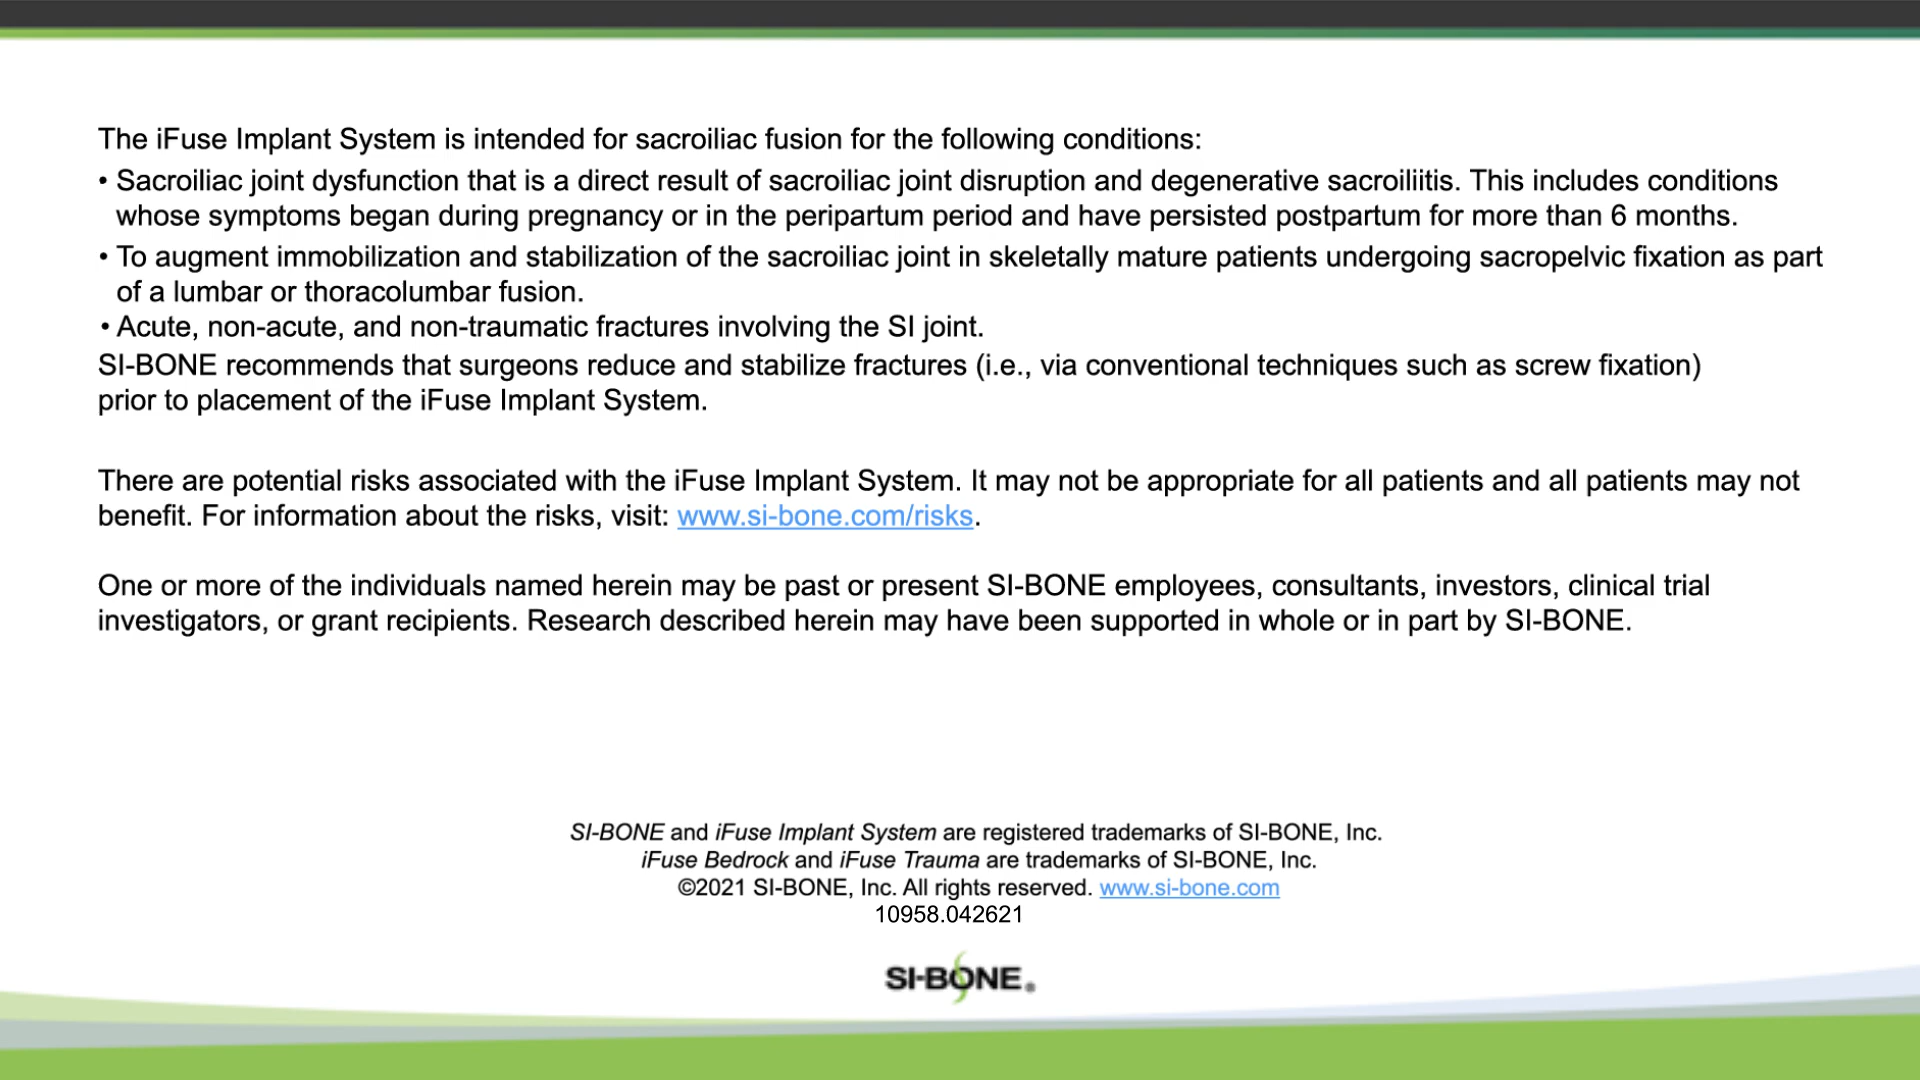 The iFuse Implant System is intended for sacroiliac fusion for the following conditions:
• Sacroiliac joint dysfunction that is a direct result of sacroiliac joint disruption and degenerative sacroiliitis. This includes conditions
whose symptoms began during pregnancy or in the peripartum period and have persisted postpartum for more than 6 months.
• To augment immobilization and stabilization of the sacroiliac joint in skeletally mature patients undergoing sacropelvic fixation as part
of a lumbar or thoracolumbar fusion.
• Acute, non-acute, and non-traumatic fractures involving the SI joint.
SI-BONE recommends that surgeons reduce and stabilize fractures (i.e., via conventional techniques such as screw fixation)
prior to placement of the iFuse Implant System.
There are potential risks associated with the iFuse Implant System. It may not be appropriate for all patients and all patients may not
benefit. For information about the risks, visit: www.si-bone.com/risks.
One or more of the individuals named herein may be past or present SI-BONE employees, consultants, investors, clinical trial
investigators, or grant recipients. Research described herein may have been supported in whole or in part by SI-BONE.
SI-BONE and iFuse Implant System are registered trademarks of SI-BONE, Inc.
iFuse Bedrock and iFuse Trauma are trademarks of SI-BONE, Inc.
©2021 SI-BONE, Inc. All rights reserved. www.si-bone.com
10958.042621
SI-BONE®